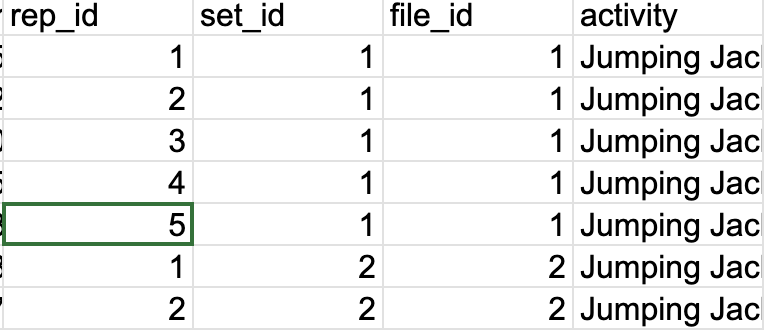 rep_id set_id file_id activity
1 1 1 Jumping Jac
2 1 1 Jumping Jac
3 1 1 Jumping Jac
4 1 1 Jumping Jac
5 1 1 Jumping Jac
1 2 2 Jumping Jac
2 2 2 Jumping Jac